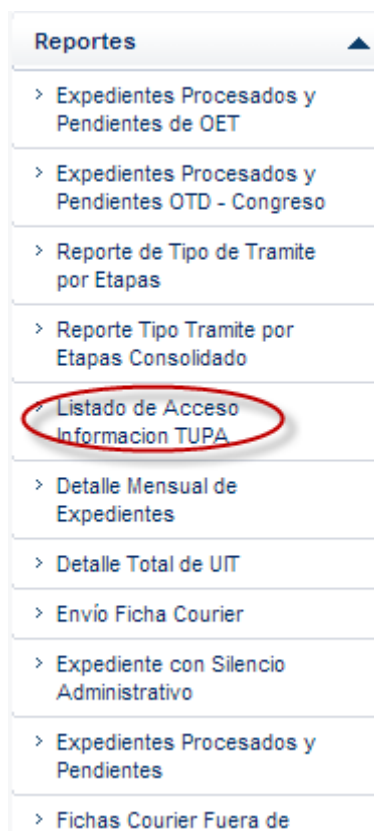 Reportes
> Expedientes Procesados y
Pendientes de OET
> Expedientes Procesados y
Pendientes OTD - Congreso
> Reporte de Tipo de Tramite
por Etapas
> Reporte Tipo Tramite por
Etapas Consolidado
> Listado de Acceso
Informacion TUPA
> Detalle Mensual de
Expedientes
> Detalle Total de UIT
> Envío Ficha Courier
> Expediente con Silencio
Administrativo
> Expedientes Procesados y
Pendientes
> Fichas Courier Fuera de